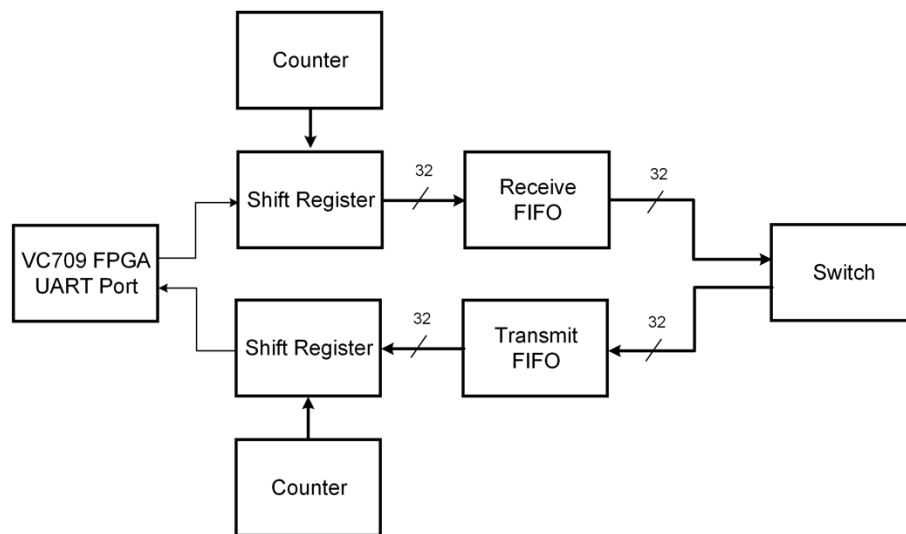 Counter
Shift Register
32
Receive
FIFO
32
VC709 FPGA
UART Port
Switch
Shift Register
32
Transmit
FIFO
32
Counter